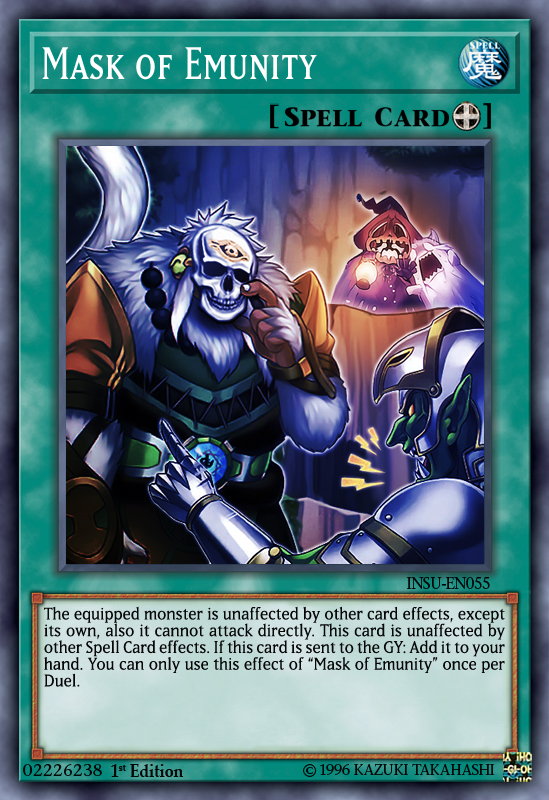 MASK OF EMUNITY
SPELL
魔
[SPELL CARD]
INSU-EN055
The equipped monster is unaffected by other card effects, except
its own, also it cannot attack directly. This card is unaffected by
other Spell Card effects. If this card is sent to the GY: Add it to your
hand. You can only use this effect of “Mask of Emunity” once per
Duel.
02226238 1st Edition © 1996 KAZUKI TAKAHASHI